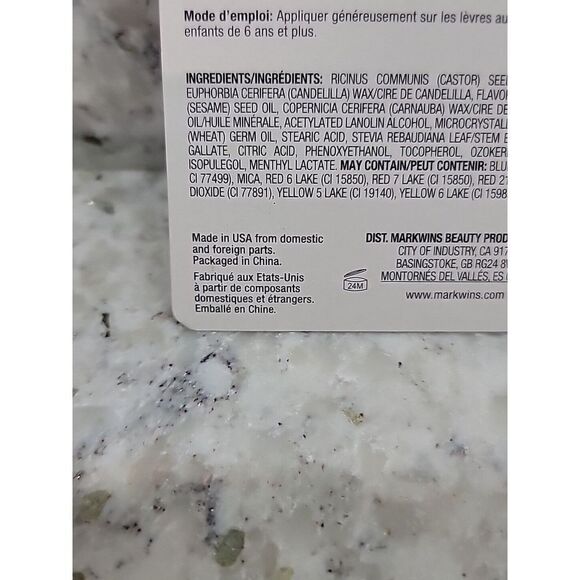 Mode d'emploi: Appliquer généreusement sur les lèvres au
enfants de 6 ans et plus.
INGREDIENTS/INGRÉDIENTS: RICINUS COMMUNIS (CASTOR) SEE
EUPHORBIA CERIFERA (CANDELILLA) WAX/CIRE DE CANDELILLA, FLAVOR
(SESAME) SEED OIL, COPERNICIA CERIFERA (CARNAUBA) WAX/CIRE DE
OIL/HUILE MINÉRALE, ACETYLATED LANOLIN ALCOHOL, MICROCRYSTAL
(WHEAT) GERM OIL, STEARIC ACID, STEVIA REBAUDIANA LEAF/STEM E
GALLATE, CITRIC ACID, PHENOXYETHANOL, TOCOPHEROL, OZOKER
ISOPULEGOL, MENTHYL LACTATE. MAY CONTAIN/PEUT CONTENIR: BLU
CI 77499), MICA, RED 6 LAKE (CI 15850), RED 7 LAKE (CI 15850), RED 21
DIOXIDE (CI 77891), YELLOW 5 LAKE (CI 19140), YELLOW 6 LAKE (CI 1598
Made in USA from domestic
and foreign parts.
Packaged in China.
Fabriqué aux Etats-Unis
à partir de composants
domestiques et étrangers.
Emballé en Chine.
24M
DIST. MARKWINS BEAUTY PROD
CITY OF INDUSTRY, CA 917
BASINGSTOKE, GB RG24 8
MONTORNÉS DEL VALLÉS, ES
www.markwins.com